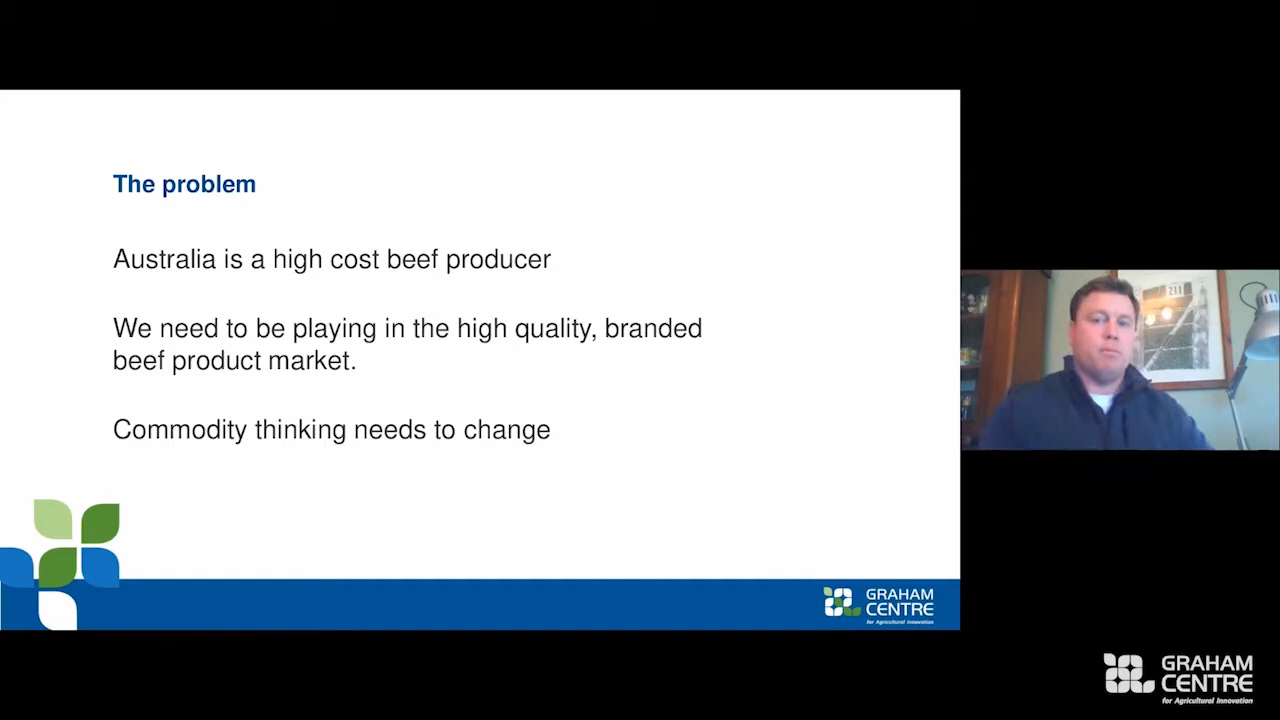 The problem
Australia is a high cost beef producer
We need to be playing in the high quality, branded
beef product market.
Commodity thinking needs to change
211
GRAHAM
CENTRE
for Agricultural Innovation
GRAHAM
CENTRE
for Agricultural Innovation